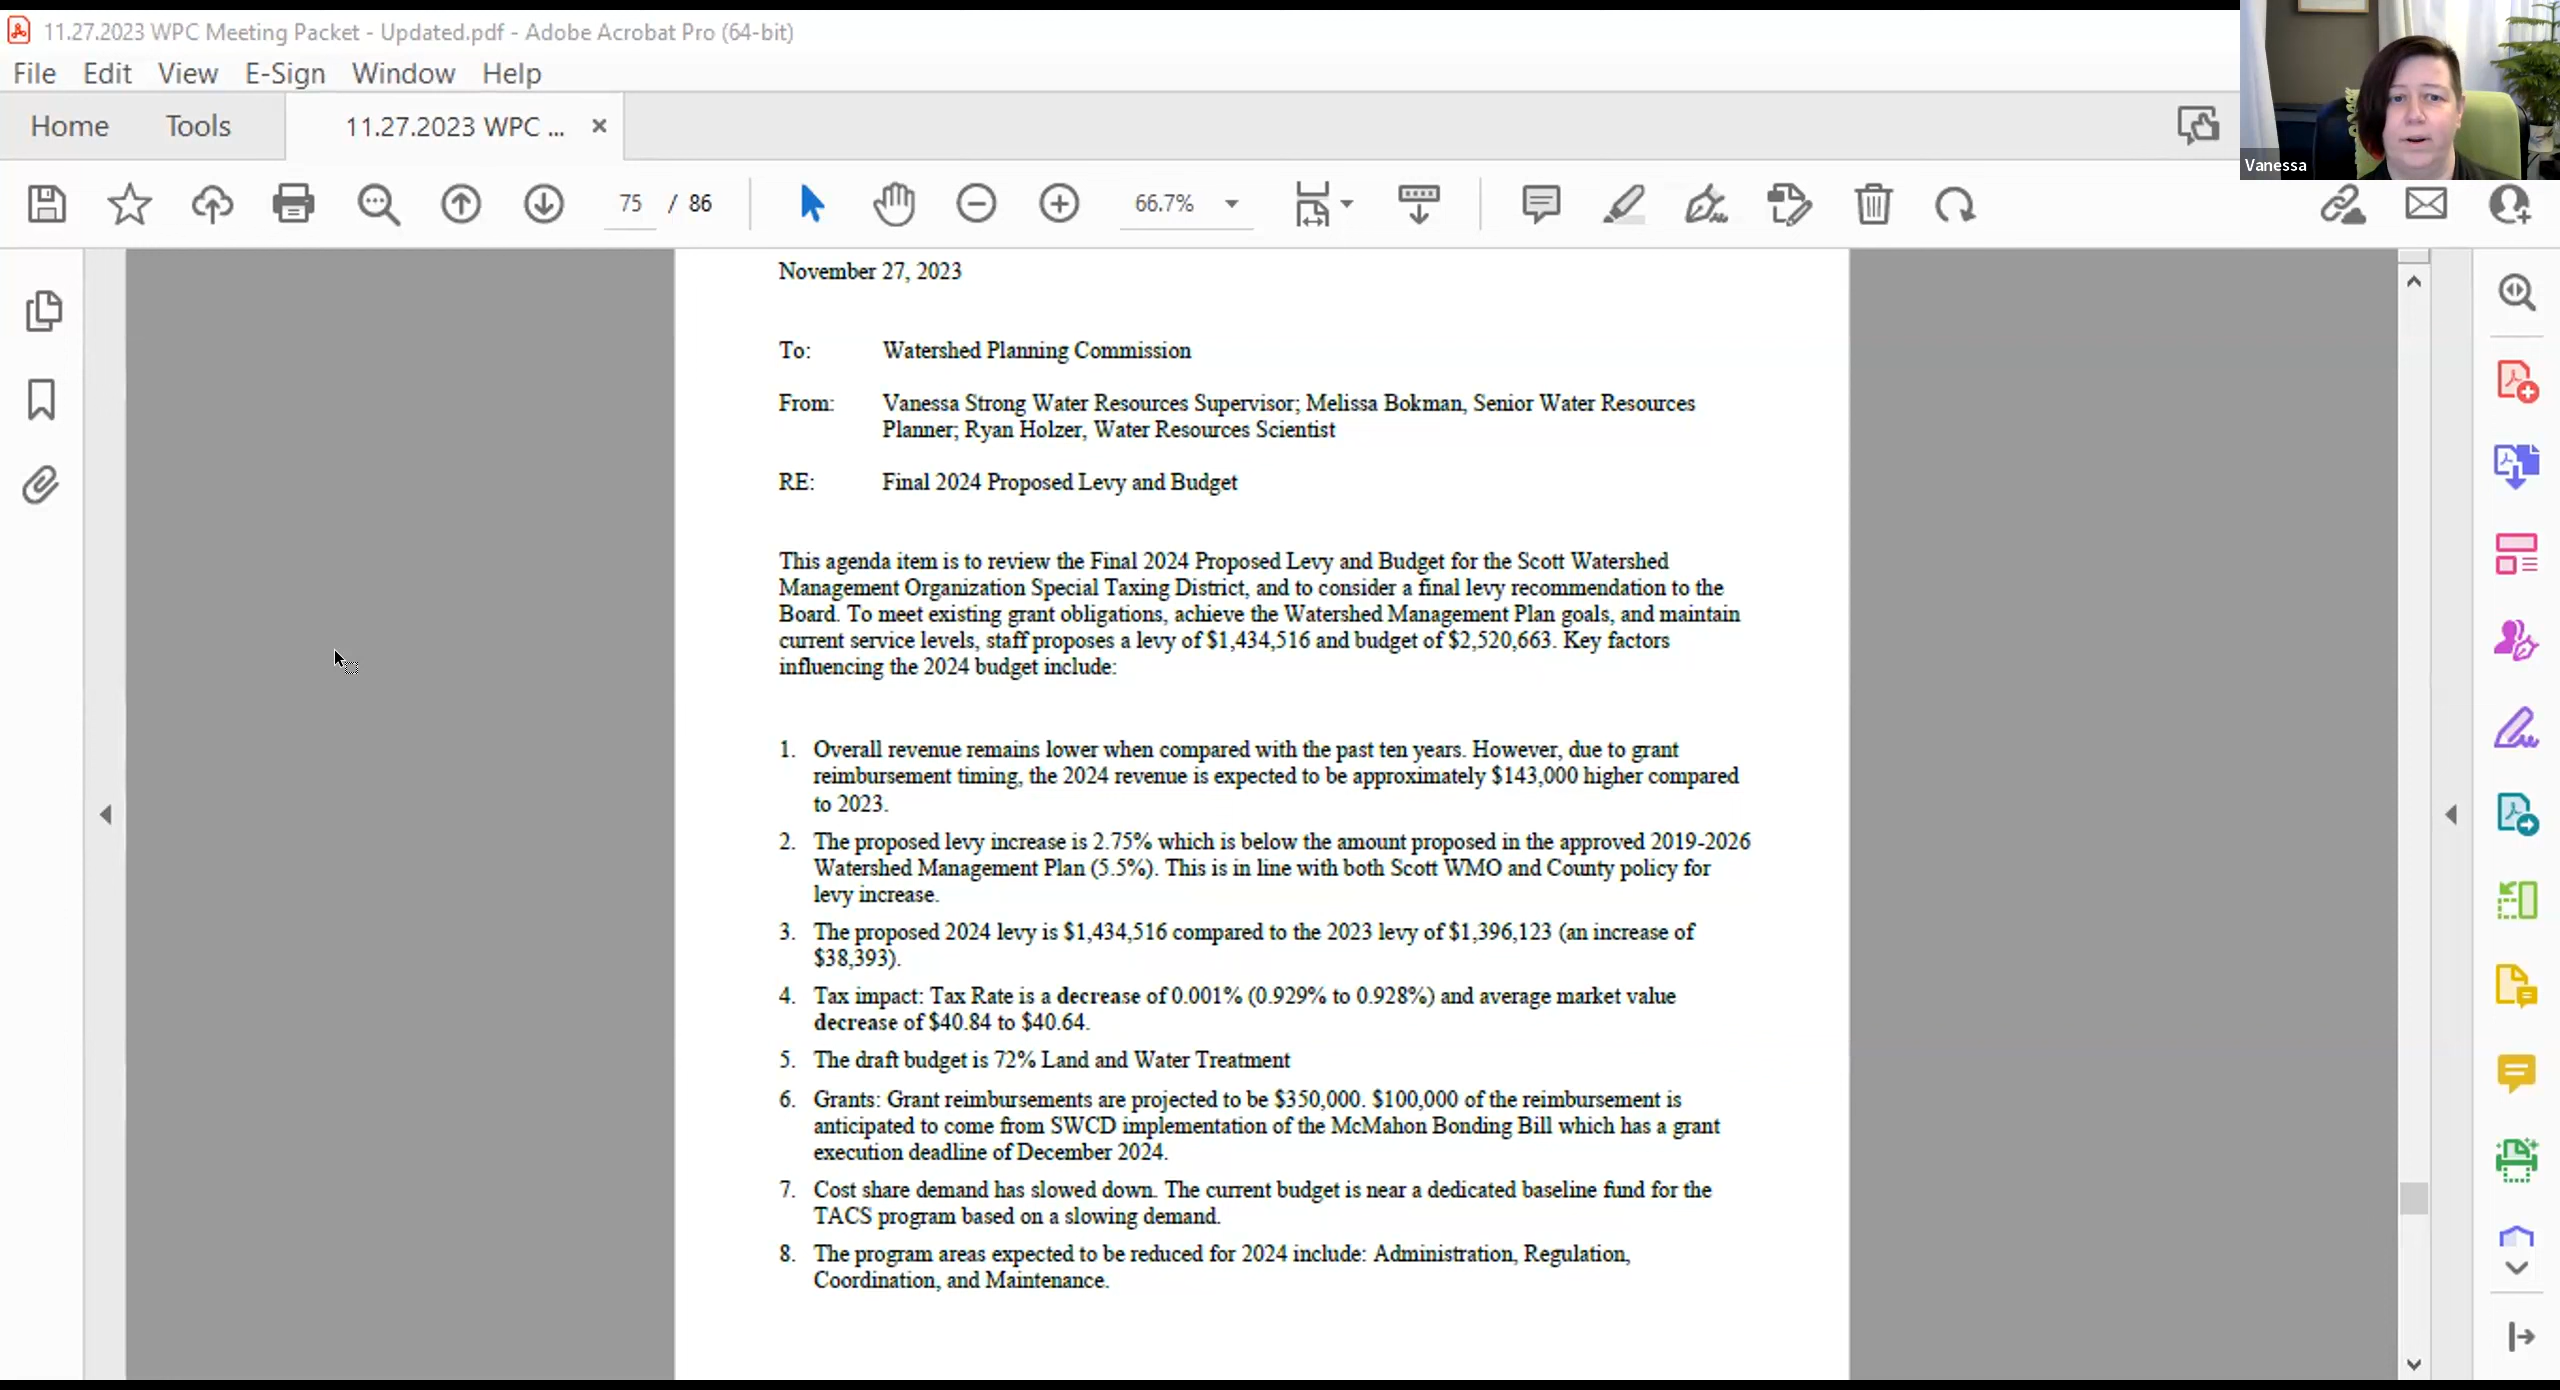 11.27.2023 WPC Meeting Packet - Updated.pdf - Adobe Acrobat Pro (64-bit)
File Edit View E-Sign Window Help
Home Tools 11.27.2023 WPC ...
Vanessa
75 / 86 66.7%
November 27, 2023
To: Watershed Planning Commission
From: Vanessa Strong Water Resources Supervisor; Melissa Bokman, Senior Water Resources
Planner; Ryan Holzer, Water Resources Scientist
RE: Final 2024 Proposed Levy and Budget
This agenda item is to review the Final 2024 Proposed Levy and Budget for the Scott Watershed
Management Organization Special Taxing District, and to consider a final levy recommendation to the
Board. To meet existing grant obligations, achieve the Watershed Management Plan goals, and maintain
current service levels, staff proposes a levy of $1,434,516 and budget of $2,520,663. Key factors
influencing the 2024 budget include:
1. Overall revenue remains lower when compared with the past ten years. However, due to grant
reimbursement timing, the 2024 revenue is expected to be approximately $143,000 higher compared
to 2023.
2. The proposed levy increase is 2.75% which is below the amount proposed in the approved 2019-2026
Watershed Management Plan (5.5%). This is in line with both Scott WMO and County policy for
levy increase.
3. The proposed 2024 levy is $1,434,516 compared to the 2023 levy of $1,396,123 (an increase of
$38,393).
4. Tax impact: Tax Rate is a decrease of 0.001% (0.929% to 0.928%) and average market value
decrease of $40.84 to $40.64.
5. The draft budget is 72% Land and Water Treatment
6. Grants: Grant reimbursements are projected to be $350,000. $100,000 of the reimbursement is
anticipated to come from SWCD implementation of the McMahon Bonding Bill which has a grant
execution deadline of December 2024.
7. Cost share demand has slowed down. The current budget is near a dedicated baseline fund for the
TACS program based on a slowing demand.
8. The program areas expected to be reduced for 2024 include: Administration, Regulation,
Coordination, and Maintenance.